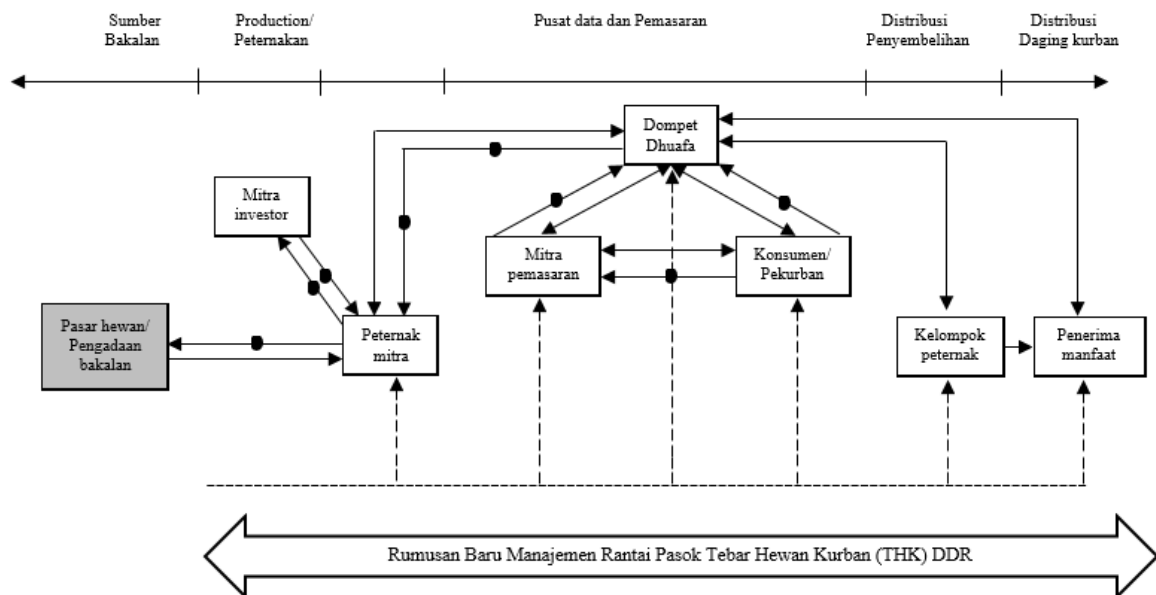 Sumber
Bakalan
Production/
Peternakan
Pusat data dan Pemasaran
Distribusi
Penyembelihan
Distribusi
Daging kurban
Dompet
Dhuafa
Mitra
investor
Mitra
pemasaran
Konsumen/
Pekurban
Pasar hewan/
Pengadaan
bakalan
Peternak
mitra
Kelompok
peternak
Penerima
manfaat
Rumusan Baru Manajemen Rantai Pasok Tebar Hewan Kurban (THK) DDR